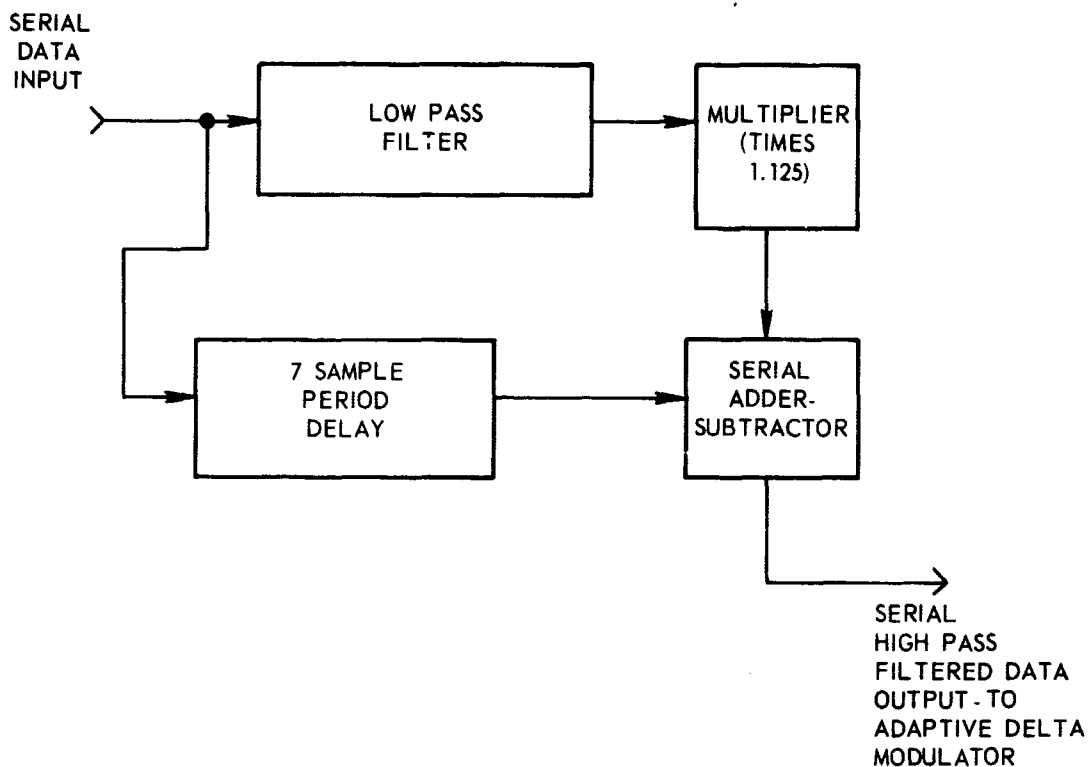 SERIAL
DATA
INPUT
LOW PASS
FILTER
MULTIPLIER
(TIMES
1.125)
7 SAMPLE
PERIOD
DELAY
SERIAL
ADDER-
SUBTRACTOR
SERIAL
HIGH PASS
FILTERED DATA
OUTPUT - TO
ADAPTIVE DELTA
MODULATOR